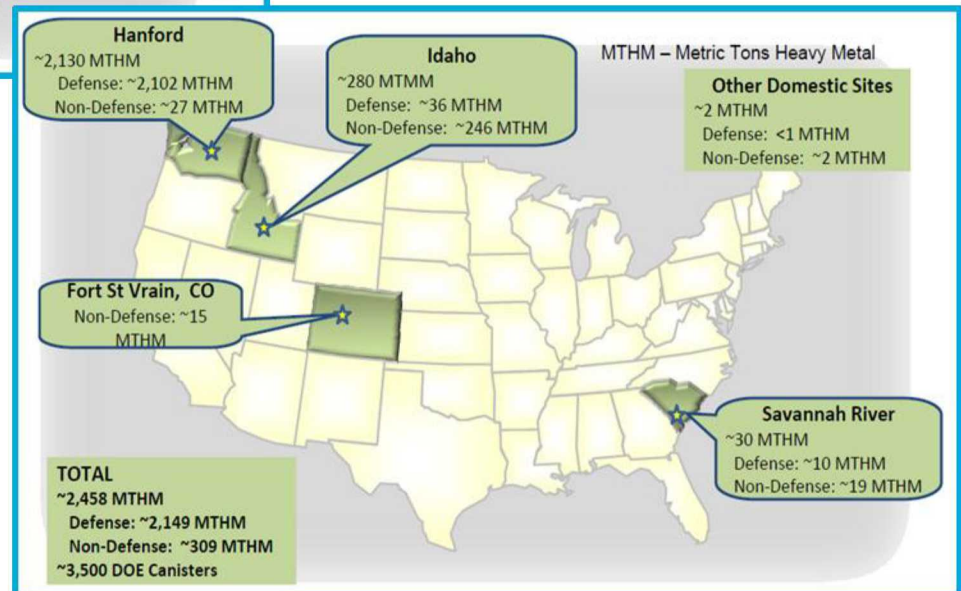 Hanford
~2,130 MTHM
Defense: ~2,102 MTHM
Non-Defense: ~27 MTHM
Idaho
~280 MTMM
Defense: ~36 MTHM
Non-Defense: ~246 MTHM
MTHM – Metric Tons Heavy Metal
Other Domestic Sites
~2 MTHM
Defense: <1 MTHM
Non-Defense: ~2 MTHM
Fort St Vrain, CO
Non-Defense: ~15
MTHM
Savannah River
~30 MTHM
Defense: ~10 MTHM
Non-Defense: ~19 MTHM
TOTAL
~2,458 MTHM
Defense: ~2,149 MTHM
Non-Defense: ~309 MTHM
~3,500 DOE Canisters